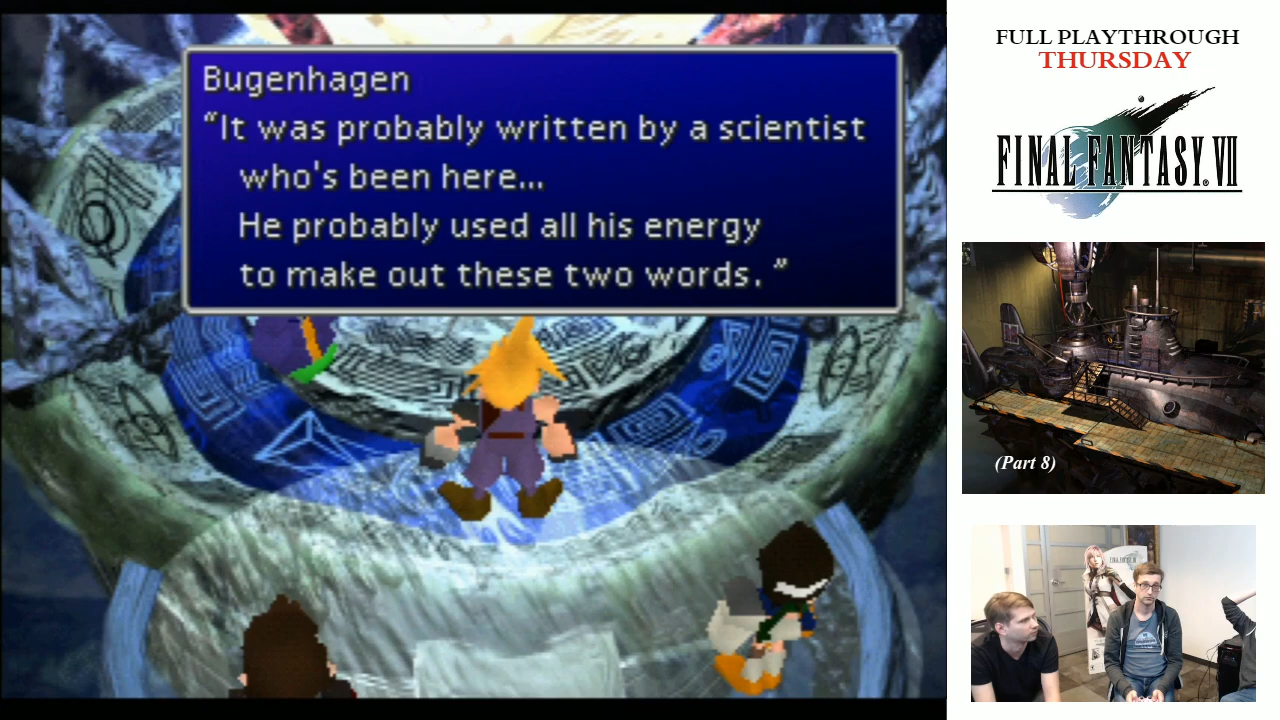 Bugenhagen
“It was probably written by a scientist
who's been here...
He probably used all his energy
to make out these two words. ”
FULL PLAYTHROUGH
THURSDAY
FINAL FANTASY. VII
(Part 8)